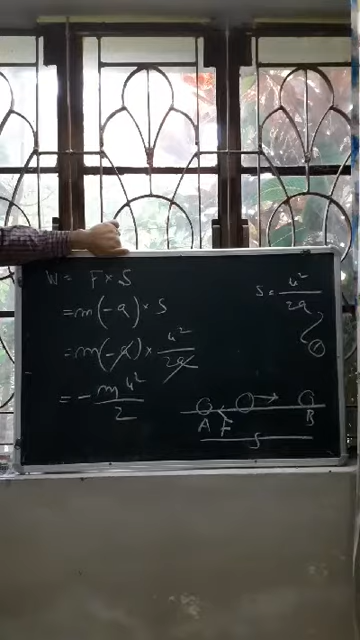 W = F × S
= m(-a) × S
= m(-a) × u²/2a
= - mu²/2
S = u²/2a
1
A F B
S